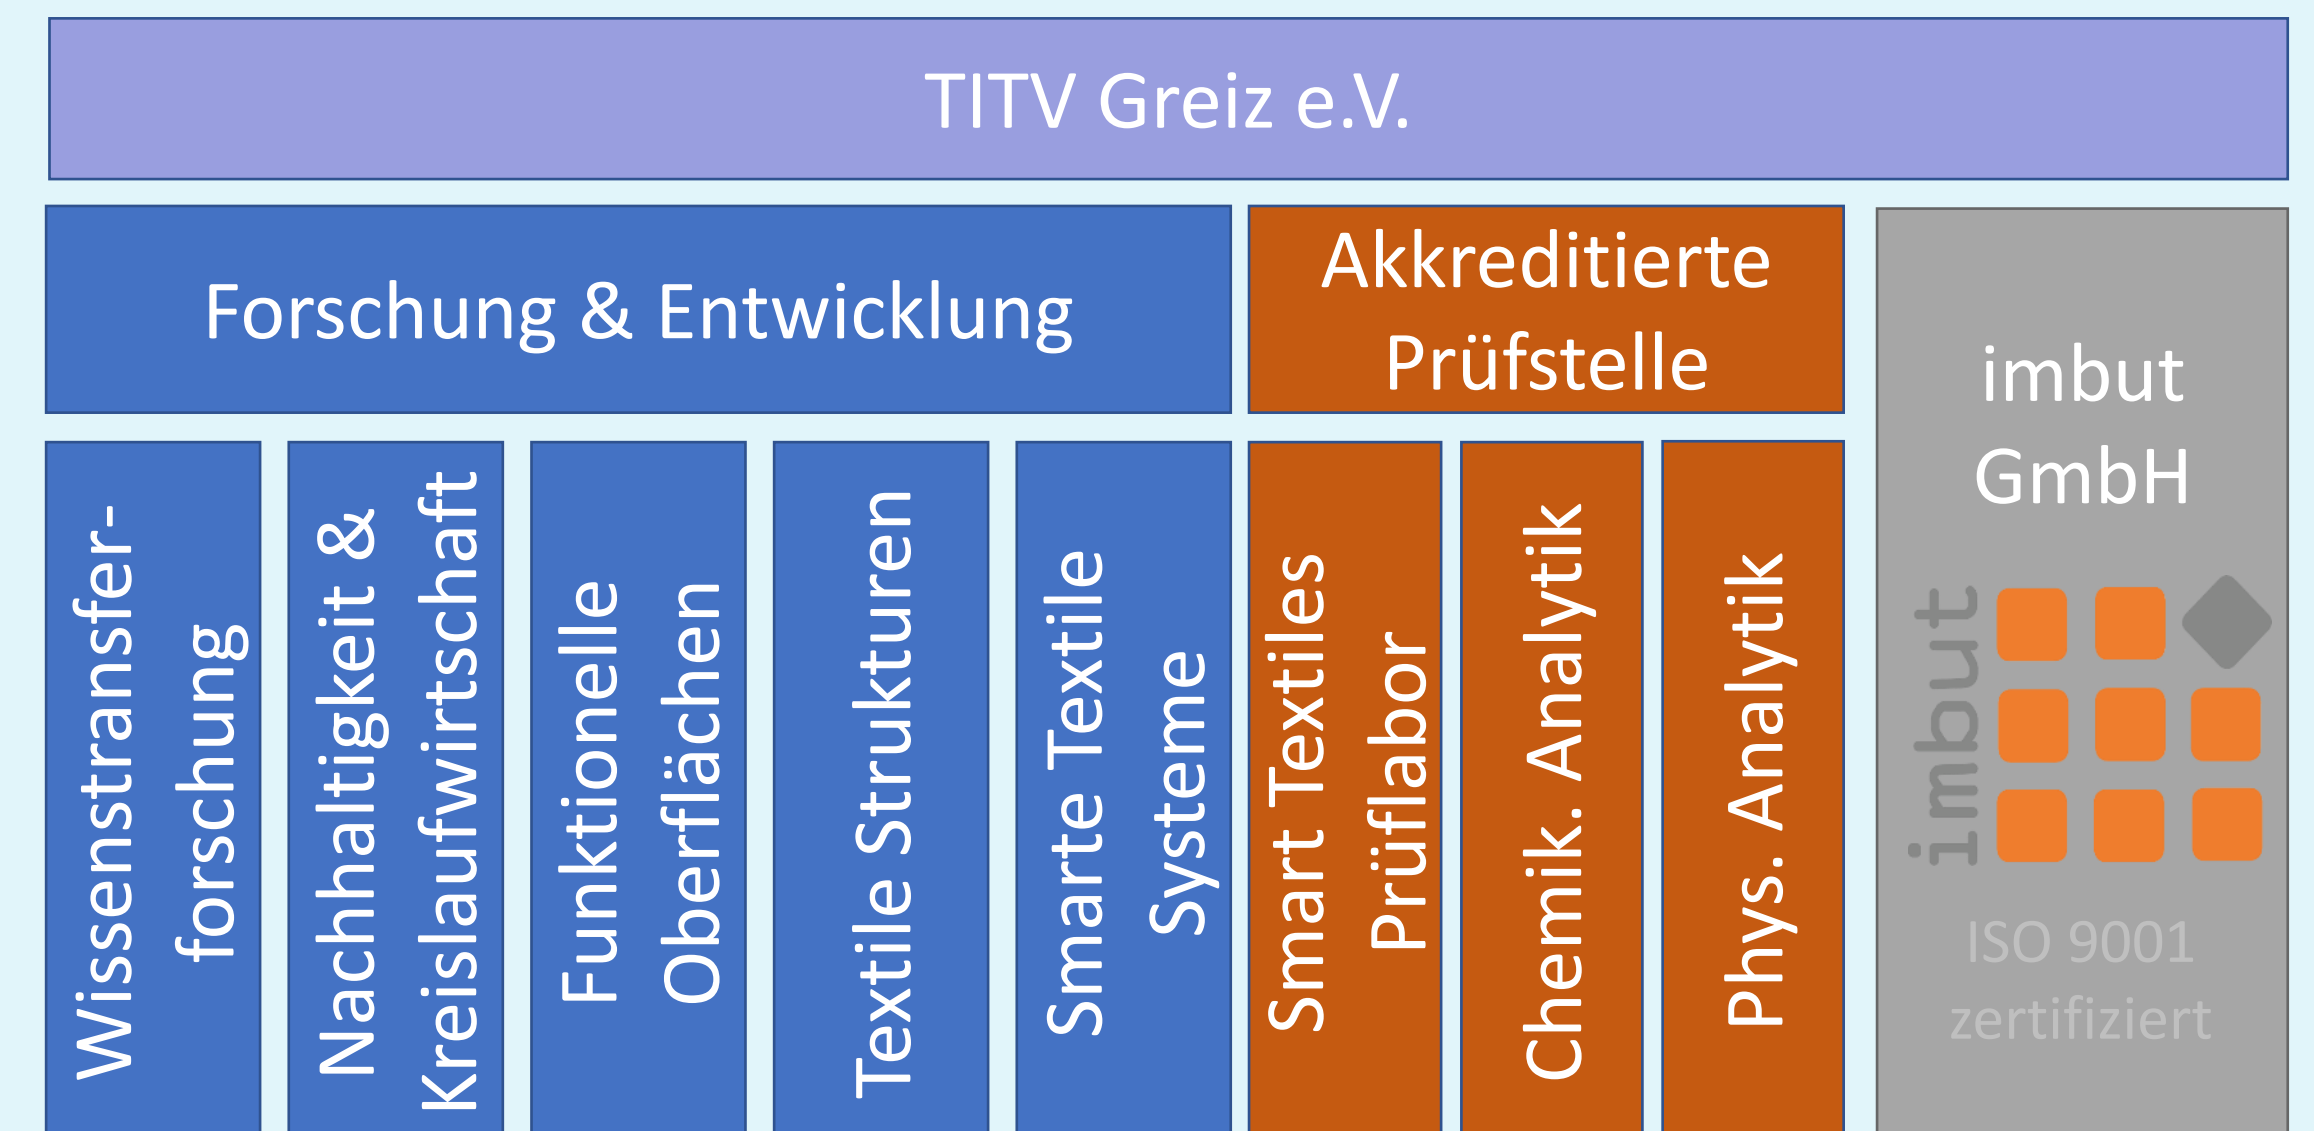 TITV Greiz e.V.
Forschung & Entwicklung
Akkreditierte
Prüfstelle
imbut
GmbH
Wissenstransfer-
forschung
Nachhaltigkeit &
Kreislaufwirtschaft
Funktionelle
Oberflächen
Textile Strukturen
Smarte Textile
Systeme
Smart Textiles
Prüflabor
Chemik. Analytik
Phys. Analytik
imbut
ISO 9001
zertifiziert